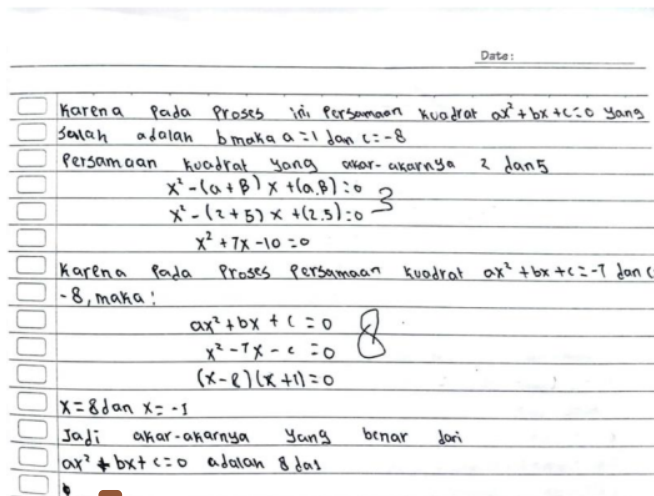 Date:
Karena Pada Proses ini Persamaan Kuadrat ax² + bx + c = 0 yang
salah adalah b maka a = 1 dan c = -8
Persamaan Kuadrat yang akar-akarnya 2 dan 5
x² - (α + β) x + (α.β) = 0
3
x² - (2 + 5) x + (2.5) = 0
x² + 7x - 10 = 0
Karena Pada Proses Persamaan Kuadrat ax² + bx + c = -7 dan c
-8, maka :
ax² + bx + c = 0
8
x² - 7x - c = 0
(x - 8) (x + 1) = 0
x = 8 dan x = -1
Jadi akar-akarnya yang benar dari
ax² + bx + c = 0 adalah 8 da1